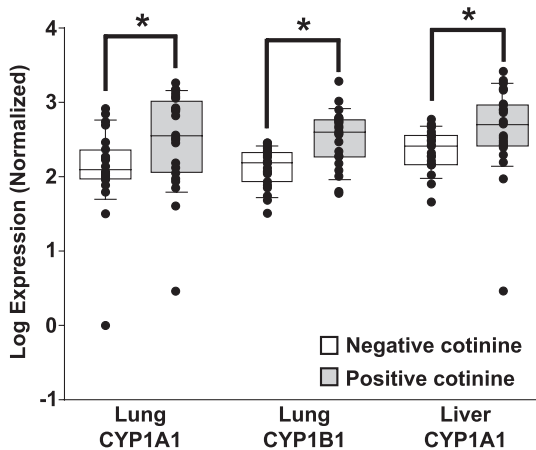 Log Expression (Normalized)
4
3
2
1
0
-1
*
*
*
Negative cotinine
Positive cotinine
Lung
CYP1A1
Lung
CYP1B1
Liver
CYP1A1